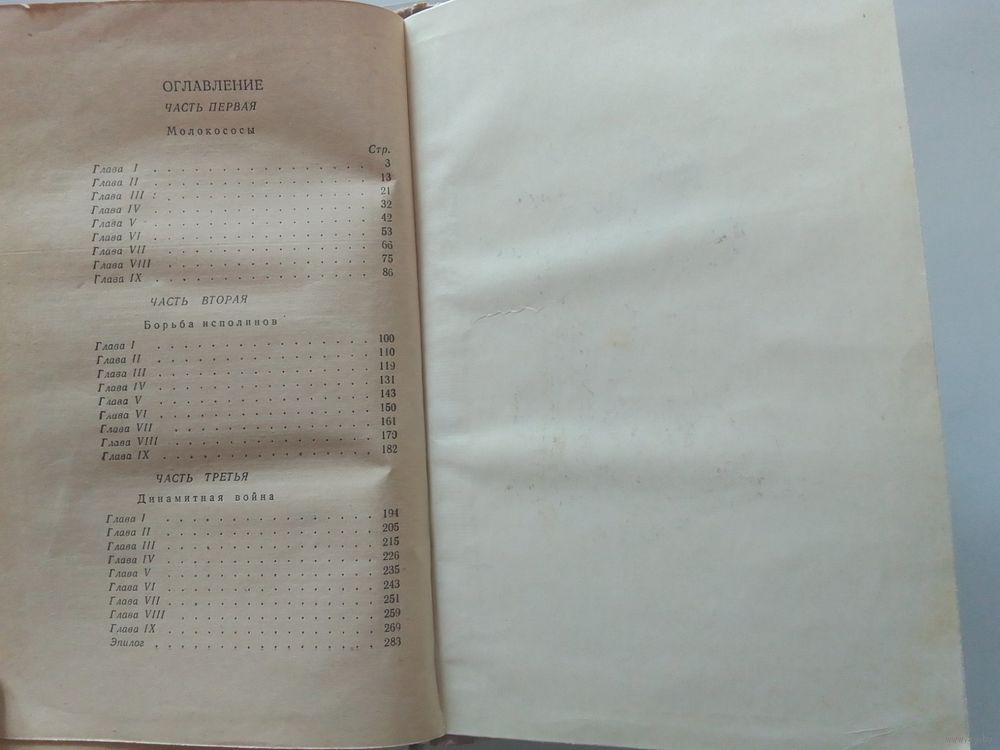 ОГЛАВЛЕНИЕ
ЧАСТЬ ПЕРВАЯ
Молокососы
Стр.
Глава I . . . . . . . . . . . . . . . . 3
Глава II . . . . . . . . . . . . . . . . 13
Глава III . . . . . . . . . . . . . . . . 21
Глава IV . . . . . . . . . . . . . . . . 32
Глава V . . . . . . . . . . . . . . . . 42
Глава VI . . . . . . . . . . . . . . . . 53
Глава VII . . . . . . . . . . . . . . . . 66
Глава VIII . . . . . . . . . . . . . . . . 75
Глава IX . . . . . . . . . . . . . . . . 86
ЧАСТЬ ВТОРАЯ
Борьба исполинов
Глава I . . . . . . . . . . . . . . . . 100
Глава II . . . . . . . . . . . . . . . . 110
Глава III . . . . . . . . . . . . . . . . 119
Глава IV . . . . . . . . . . . . . . . . 131
Глава V . . . . . . . . . . . . . . . . 143
Глава VI . . . . . . . . . . . . . . . . 150
Глава VII . . . . . . . . . . . . . . . . 161
Глава VIII . . . . . . . . . . . . . . . . 179
Глава IX . . . . . . . . . . . . . . . . 182
ЧАСТЬ ТРЕТЬЯ
Динамитная война
Глава I . . . . . . . . . . . . . . . . 194
Глава II . . . . . . . . . . . . . . . . 205
Глава III . . . . . . . . . . . . . . . . 215
Глава IV . . . . . . . . . . . . . . . . 226
Глава V . . . . . . . . . . . . . . . . 235
Глава VI . . . . . . . . . . . . . . . . 243
Глава VII . . . . . . . . . . . . . . . . 251
Глава VIII . . . . . . . . . . . . . . . . 259
Глава IX . . . . . . . . . . . . . . . . 269
Эпилог . . . . . . . . . . . . . . . . 283